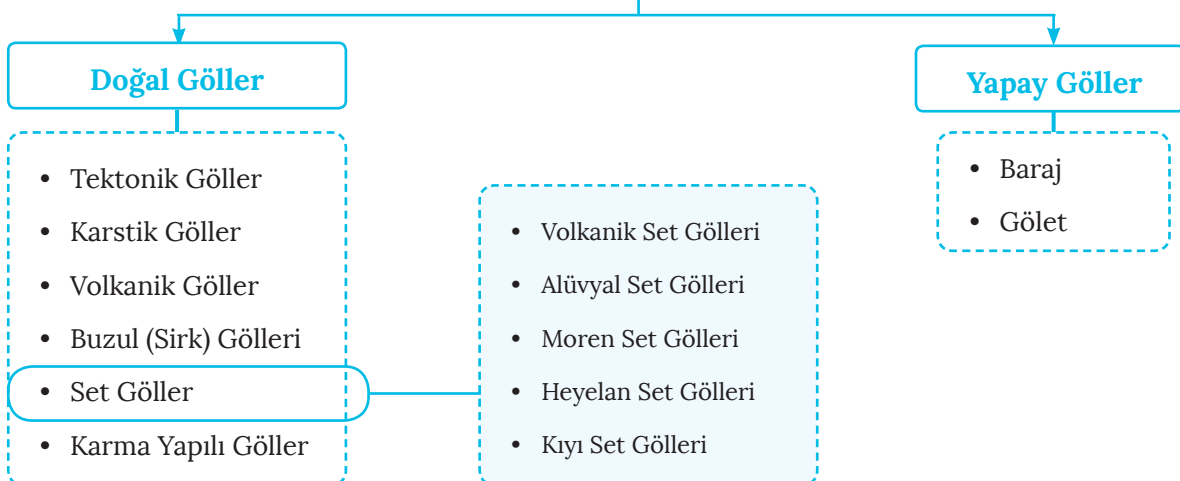 Doğal Göller
• Tektonik Göller
• Karstik Göller
• Volkanik Göller
• Buzul (Sirk) Gölleri
• Set Göller
• Karma Yapılı Göller
• Volkanik Set Gölleri
• Alüvyal Set Gölleri
• Moren Set Gölleri
• Heyelan Set Gölleri
• Kıyı Set Gölleri
Yapay Göller
• Baraj
• Gölet